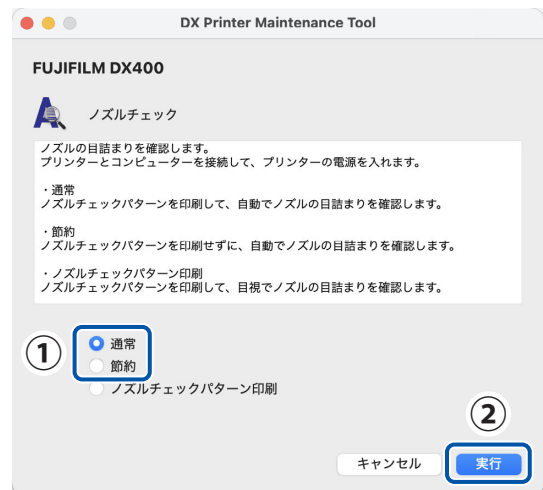 DX Printer Maintenance Tool
FUJIFILM DX400
ノズルチェック
ノズルの目詰まりを確認します。
プリンターとコンピューターを接続して、プリンターの電源を入れます。
・通常
ノズルチェックパターンを印刷して、自動でノズルの目詰まりを確認します。
・節約
ノズルチェックパターンを印刷せずに、自動でノズルの目詰まりを確認します。
・ノズルチェックパターン印刷
ノズルチェックパターンを印刷して、目視でノズルの目詰まりを確認します。
① 通常
節約
ノズルチェックパターン印刷
②
キャンセル 実行